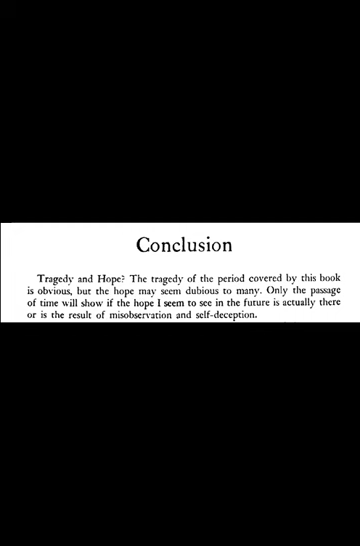 Conclusion
Tragedy and Hope? The tragedy of the period covered by this book
is obvious, but the hope may seem dubious to many. Only the passage
of time will show if the hope I seem to see in the future is actually there
or is the result of misobservation and self-deception.